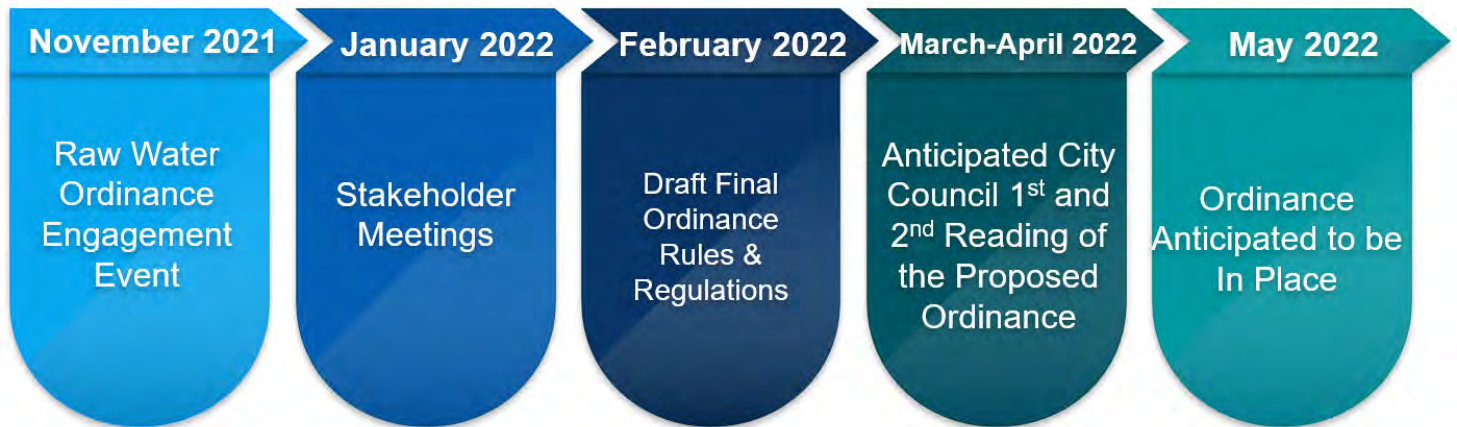 November 2021
January 2022
February 2022
March-April 2022
May 2022
Raw Water
Ordinance
Engagement
Event
Stakeholder
Meetings
Draft Final
Ordinance
Rules &
Regulations
Anticipated City
Council 1st and
2nd Reading of
the Proposed
Ordinance
Ordinance
Anticipated to be
In Place